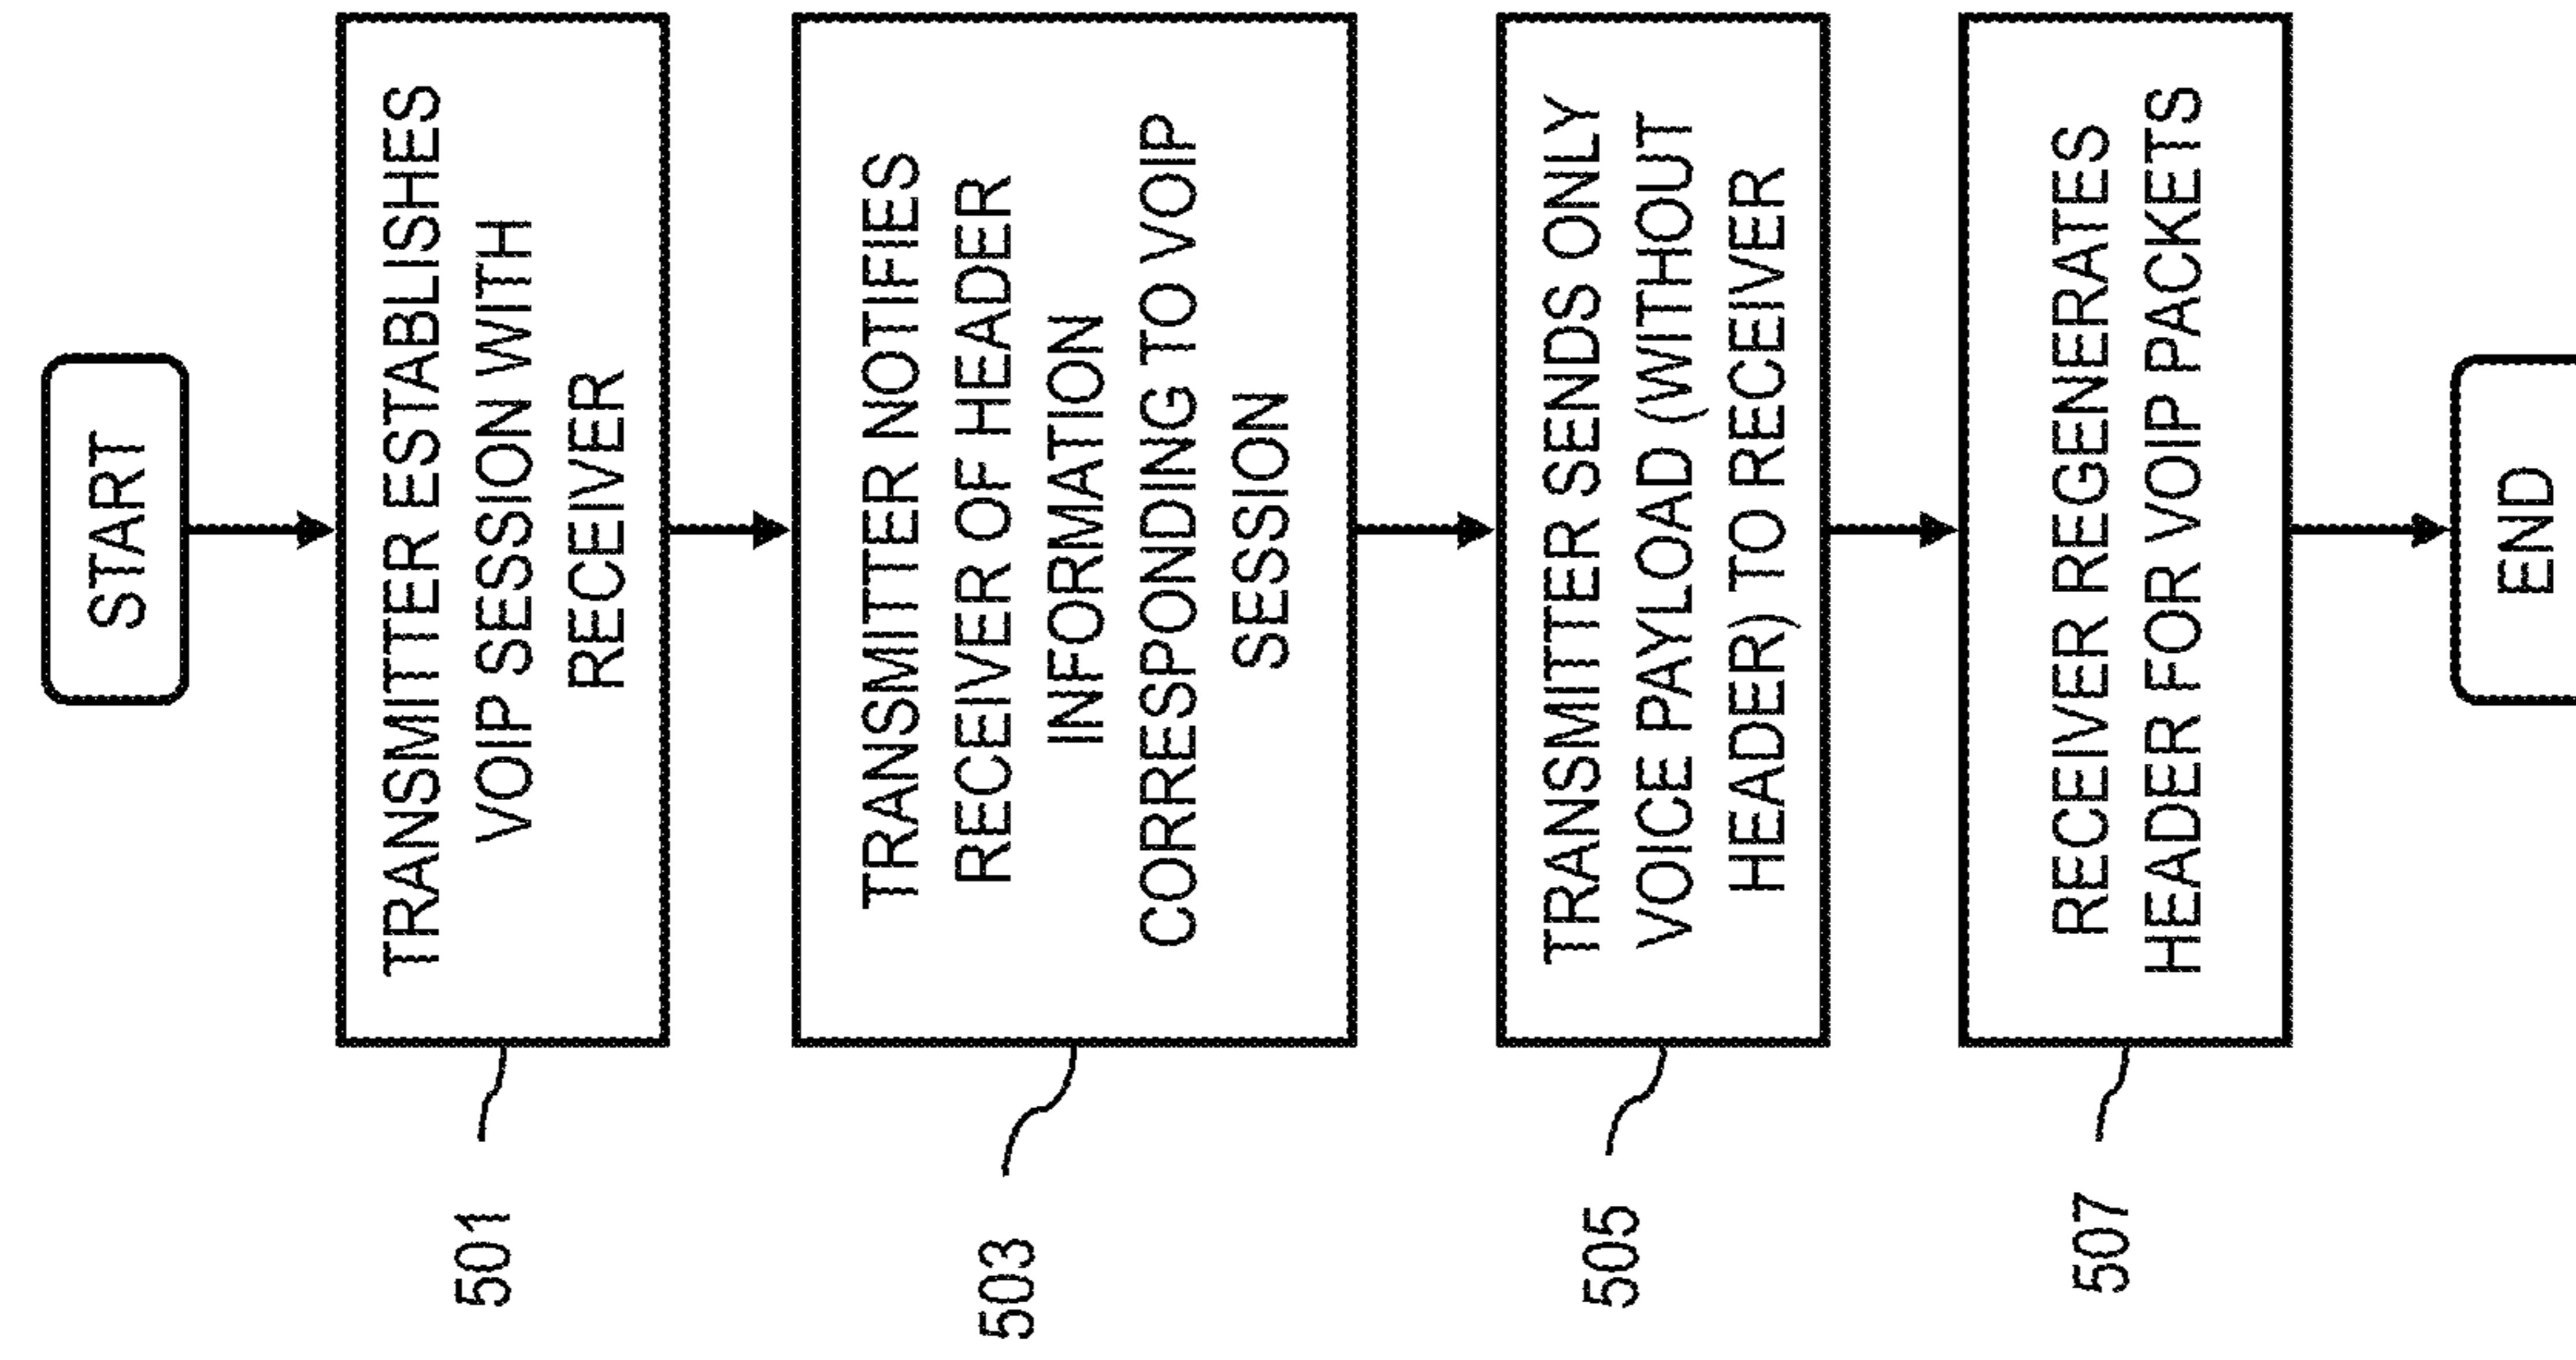 START
501
TRANSMITTER ESTABLISHES
VOIP SESSION WITH
RECEIVER
503
TRANSMITTER NOTIFIES
RECEIVER OF HEADER
INFORMATION
CORRESPONDING TO VOIP
SESSION
505
TRANSMITTER SENDS ONLY
VOICE PAYLOAD (WITHOUT
HEADER) TO RECEIVER
507
RECEIVER REGENERATES
HEADER FOR VOIP PACKETS
END